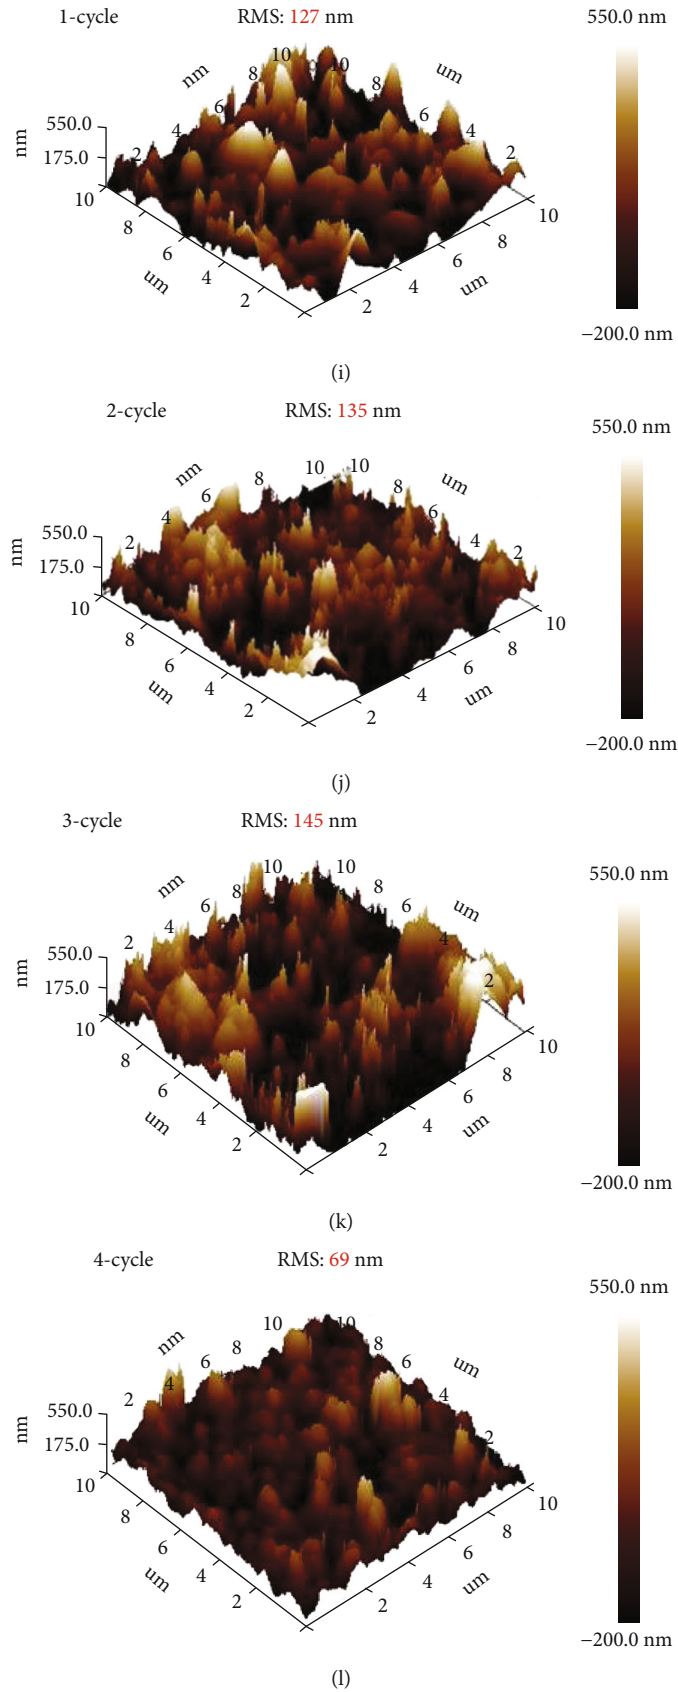 1-cycle RMS: 127 nm 550.0 nm
nm 10 10 um
8 8
6 6
4 4
2 2
nm 550.0
175.0
10 10
8 8
6 6
4 4
2 2
um um
−200.0 nm
(i)
2-cycle RMS: 135 nm 550.0 nm
nm 10 10 um
8 8
6 6
4 4
2 2
nm 550.0
175.0
10 10
8 8
6 6
4 4
2 2
um um
−200.0 nm
(j)
3-cycle RMS: 145 nm 550.0 nm
nm 10 10 um
8 8
6 6
4 4
2 2
nm 550.0
175.0
10 10
8 8
6 6
4 4
2 2
um um
−200.0 nm
(k)
4-cycle RMS: 69 nm 550.0 nm
nm 10 10 um
8 8
6 6
4 4
2 2
nm 550.0
175.0
10 10
8 8
6 6
4 4
2 2
um um
−200.0 nm
(l)